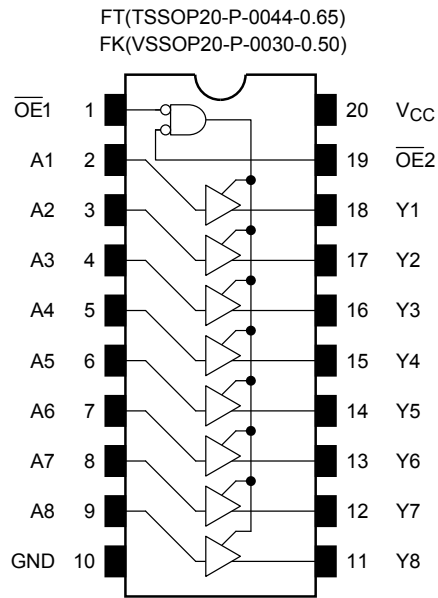 FT(TSSOP20-P-0044-0.65)
FK(VSSOP20-P-0030-0.50)
OE1 1 20 VCC
A1 2 19 OE2
A2 3 18 Y1
A3 4 17 Y2
A4 5 16 Y3
A5 6 15 Y4
A6 7 14 Y5
A7 8 13 Y6
A8 9 12 Y7
GND 10 11 Y8